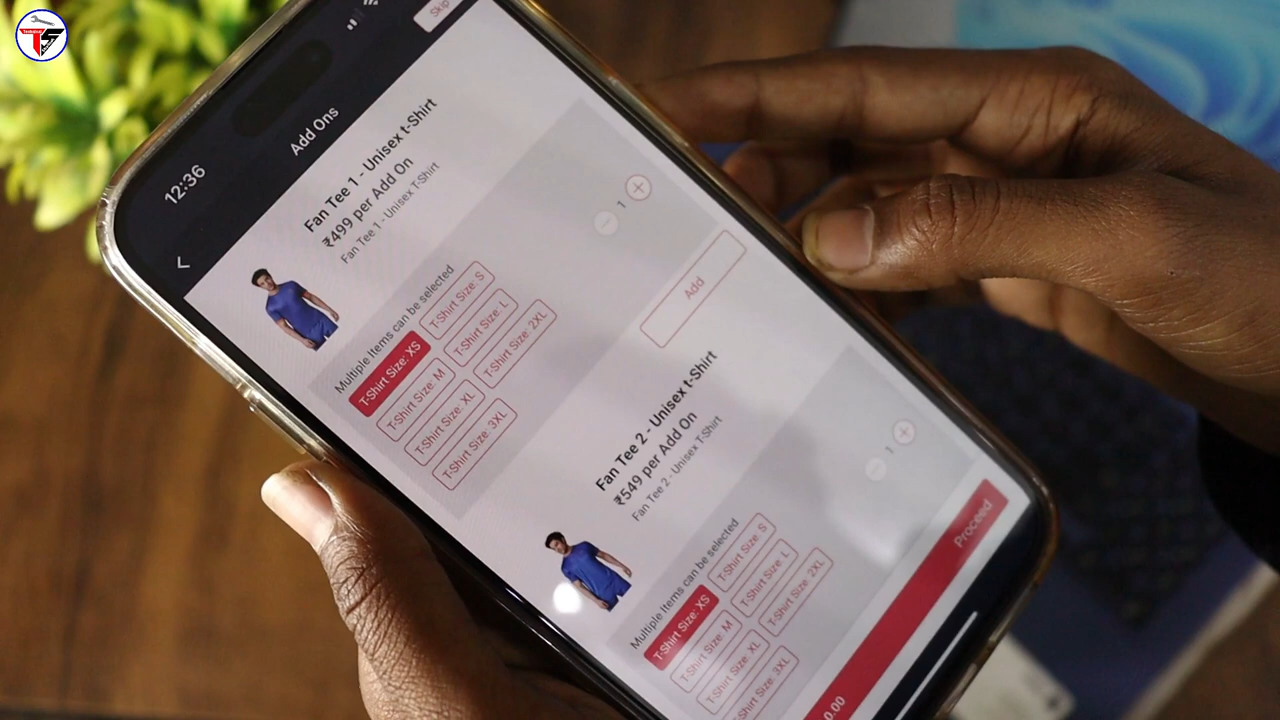 Technical
TS
12:36
Skip
Add Ons
Fan Tee 1 - Unisex t-Shirt
₹499 per Add On
Fan Tee 1 - Unisex T-Shirt
1
Multiple Items can be selected
T-Shirt Size: XS
T-Shirt Size: S
T-Shirt Size: M
T-Shirt Size: L
T-Shirt Size: XL
T-Shirt Size: 2XL
T-Shirt Size: 3XL
Add
Fan Tee 2 - Unisex t-Shirt
₹549 per Add On
Fan Tee 2 - Unisex T-Shirt
1
Multiple Items can be selected
T-Shirt Size: XS
T-Shirt Size: S
T-Shirt Size: M
T-Shirt Size: L
T-Shirt Size: XL
T-Shirt Size: 2XL
T-Shirt Size: 3XL
0.00
Proceed